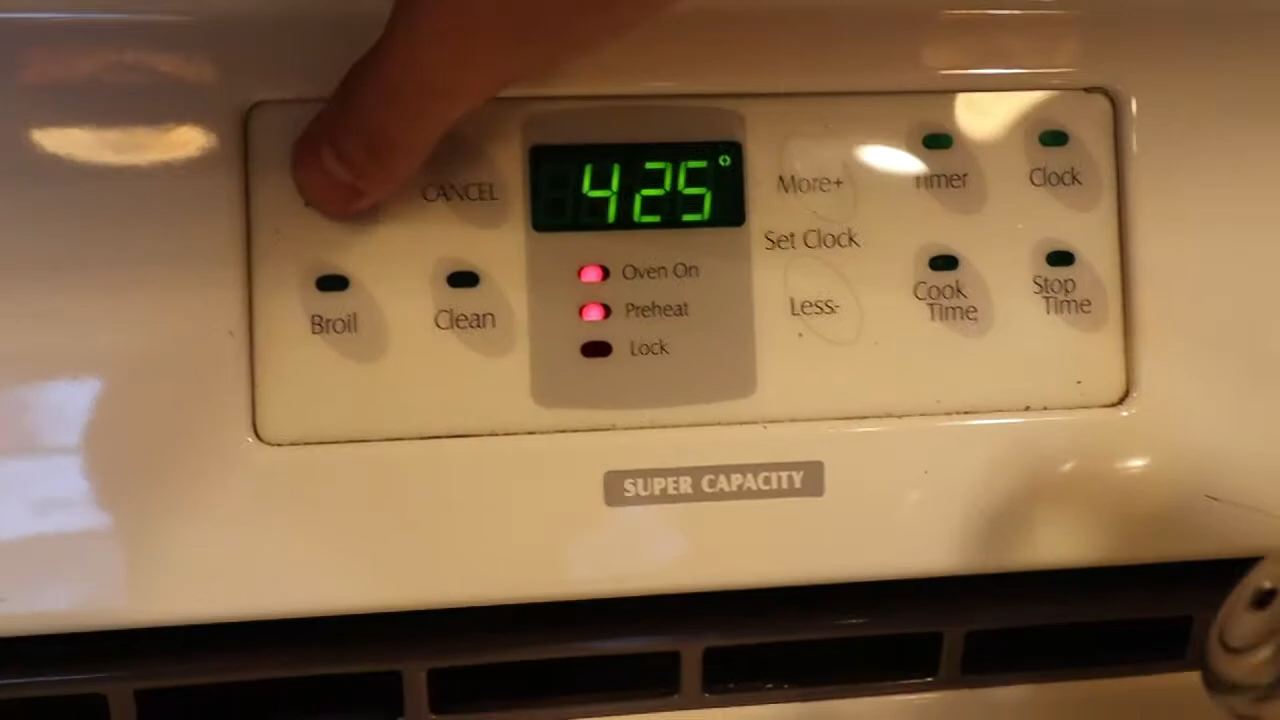 CANCEL
Broil
Clean
425°
Oven On
Preheat
Lock
More+
Set Clock
Less-
Timer
Clock
Cook
Time
Stop
Time
SUPER CAPACITY